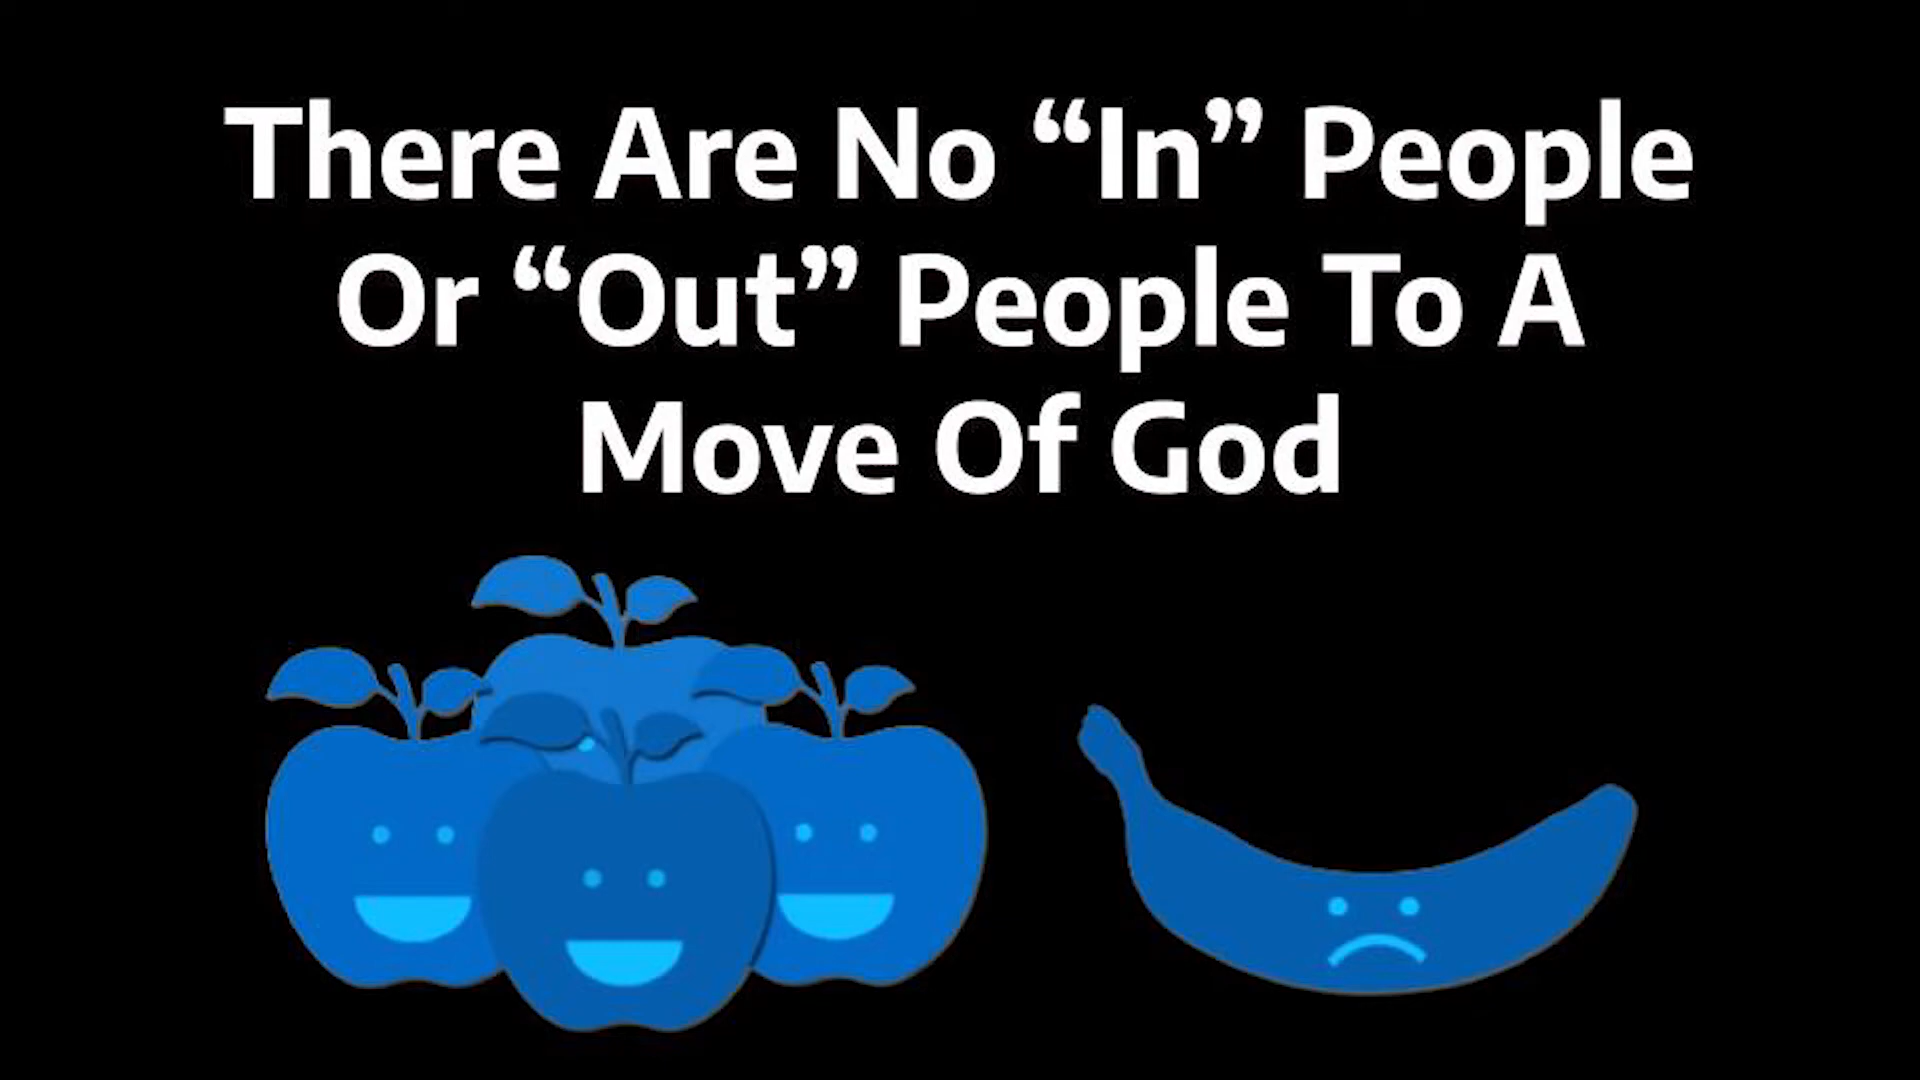 There Are No “In” People
Or “Out” People To A
Move Of God